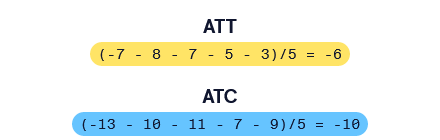 ATT
(-7 - 8 - 7 - 5 - 3)/5 = -6
ATC
(-13 - 10 - 11 - 7 - 9)/5 = -10